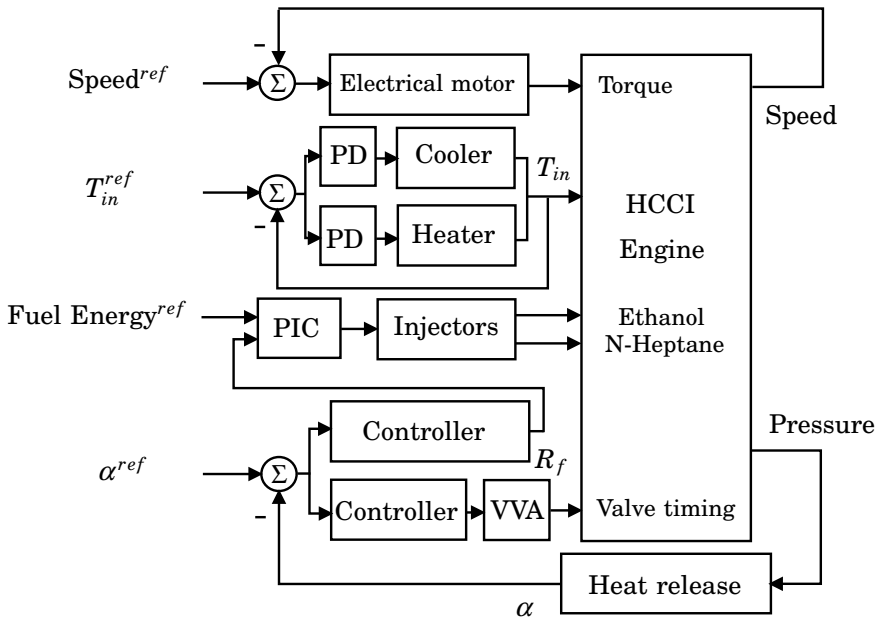 −
Speed^ref
Σ
Electrical motor
Torque
Speed
PD
Cooler
T_in^ref
Σ
T_in
HCCI
Engine
−
PD
Heater
Fuel Energy^ref
PIC
Injectors
Ethanol
N-Heptane
Controller
Pressure
R_f
α^ref
Σ
−
Controller
VVA
Valve timing
Heat release
α